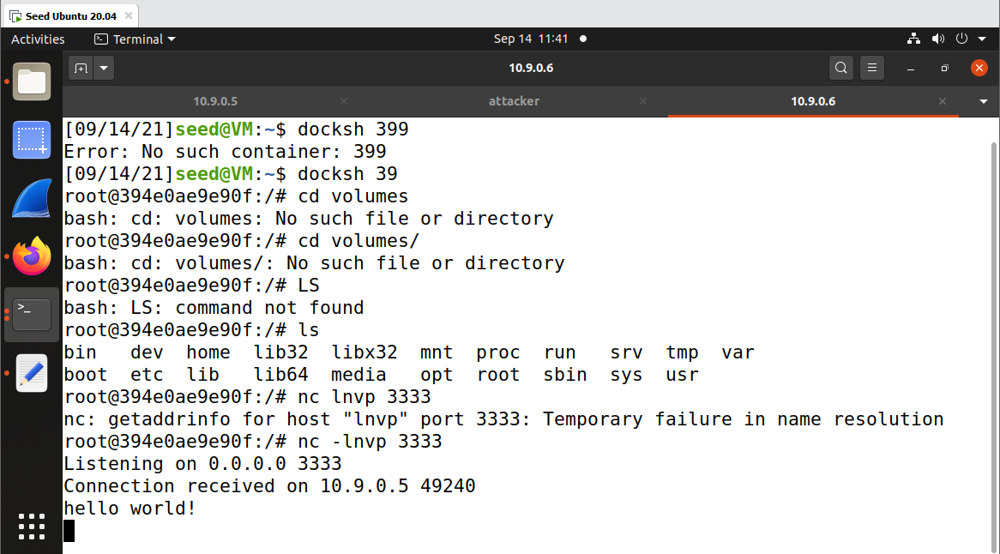 Seed Ubuntu 20.04
Activities Terminal Sep 14 11:41
10.9.0.6
10.9.0.5 attacker 10.9.0.6
[09/14/21]seed@VM:~$ docksh 399
Error: No such container: 399
[09/14/21]seed@VM:~$ docksh 39
root@394e0ae9e90f:/# cd volumes
bash: cd: volumes: No such file or directory
root@394e0ae9e90f:/# cd volumes/
bash: cd: volumes/: No such file or directory
root@394e0ae9e90f:/# LS
bash: LS: command not found
root@394e0ae9e90f:/# ls
bin dev home lib32 libx32 mnt proc run srv tmp var
boot etc lib lib64 media opt root sbin sys usr
root@394e0ae9e90f:/# nc lnvp 3333
nc: getaddrinfo for host "lnvp" port 3333: Temporary failure in name resolution
root@394e0ae9e90f:/# nc -lnvp 3333
Listening on 0.0.0.0 3333
Connection received on 10.9.0.5 49240
hello world!